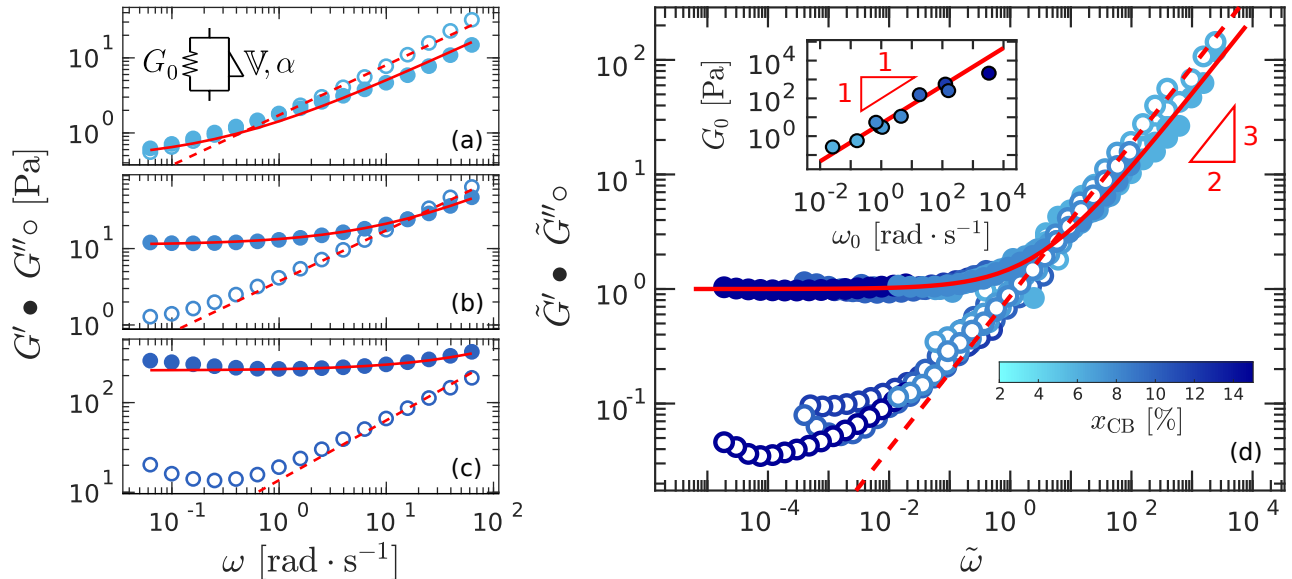 G′ ● G″ ○ [Pa]
10¹
10⁰
G₀
𝕍, α
(a)
10²
10¹
10⁰
(b)
10²
10¹
(c)
10⁻¹ 10⁰ 10¹ 10²
ω [rad · s⁻¹]
G̃′ ● G̃″ ○
10²
10¹
10⁰
10⁻¹
G₀ [Pa]
10⁴
10²
10⁰
1
1
10⁻² 10⁰ 10² 10⁴
ω₀ [rad · s⁻¹]
3
2
2 4 6 8 10 12 14
x_CB [%]
(d)
10⁻⁴ 10⁻² 10⁰ 10² 10⁴
ω̃